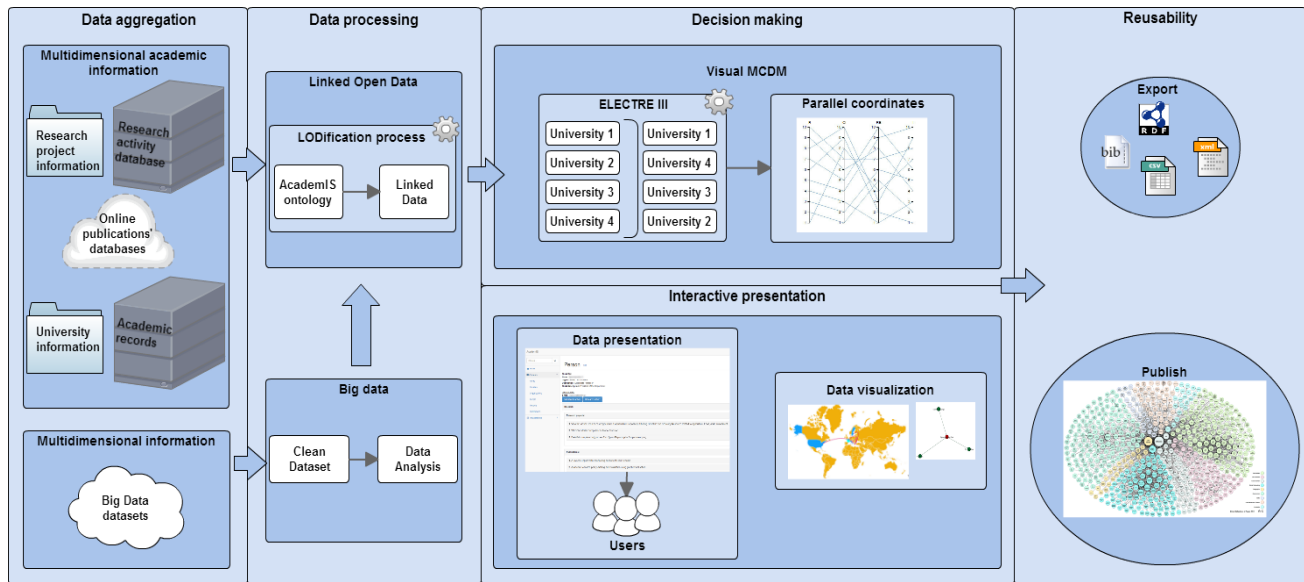 Data aggregation
Multidimensional academic
information
Research
project
information
Research
activity
database
Online
publications'
databases
University
information
Academic
records
Multidimensional information
Big Data
datasets
Data processing
Linked Open Data
LODification process
AcademIS
ontology
Linked
Data
Big data
Clean
Dataset
Data
Analysis
Decision making
Visual MCDM
ELECTRE III
University 1
University 2
University 3
University 4
University 1
University 4
University 3
University 2
Parallel coordinates
Interactive presentation
Data presentation
Users
Data visualization
Reusability
Export
RDF
bib
CSV
xml
Publish